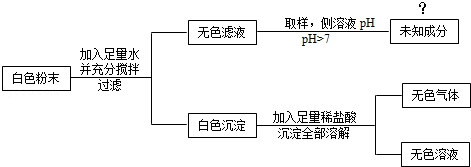 ?
无色滤液
取样，侧溶液 pH
pH>7
未知成分
白色粉末
加入足量水
并充分搅拌
过滤
白色沉淀
加入足量稀盐酸
沉淀全部溶解
无色气体
无色溶液